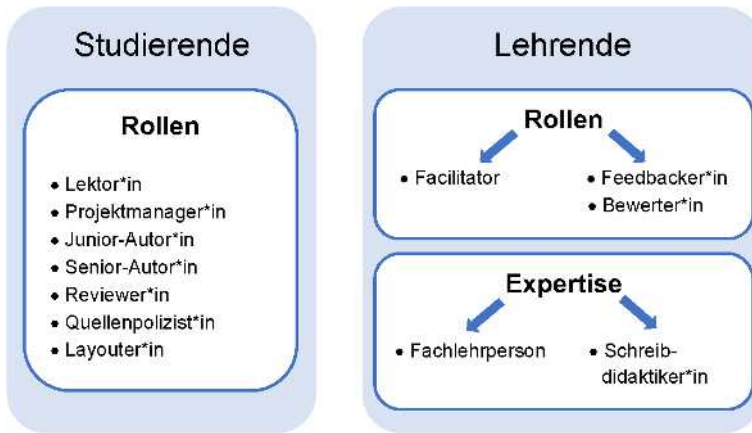 Studierende
Rollen
• Lektor*in
• Projektmanager*in
• Junior-Autor*in
• Senior-Autor*in
• Reviewer*in
• Quellenpolizist*in
• Layouter*in
Lehrende
Rollen
• Facilitator
• Feedbacker*in
• Bewerter*in
Expertise
• Fachlehrperson
• Schreib-
didaktiker*in